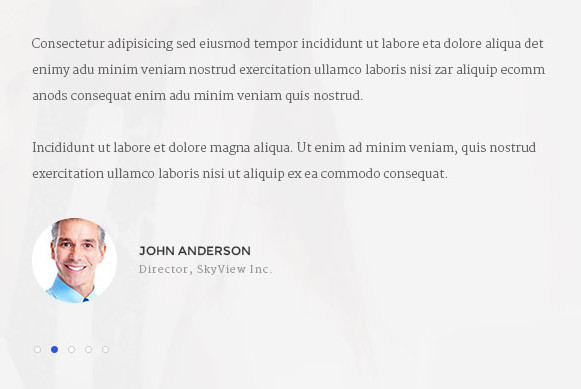 Consectetur adipisicing sed eiusmod tempor incididunt ut labore eta dolore aliqua det
enimy adu minim veniam nostrud exercitation ullamco laboris nisi zar aliquip ecomm
anods consequat enim adu minim veniam quis nostrud.
Incididunt ut labore et dolore magna aliqua. Ut enim ad minim veniam, quis nostrud
exercitation ullamco laboris nisi ut aliquip ex ea commodo consequat.
JOHN ANDERSON
Director, SkyView Inc.